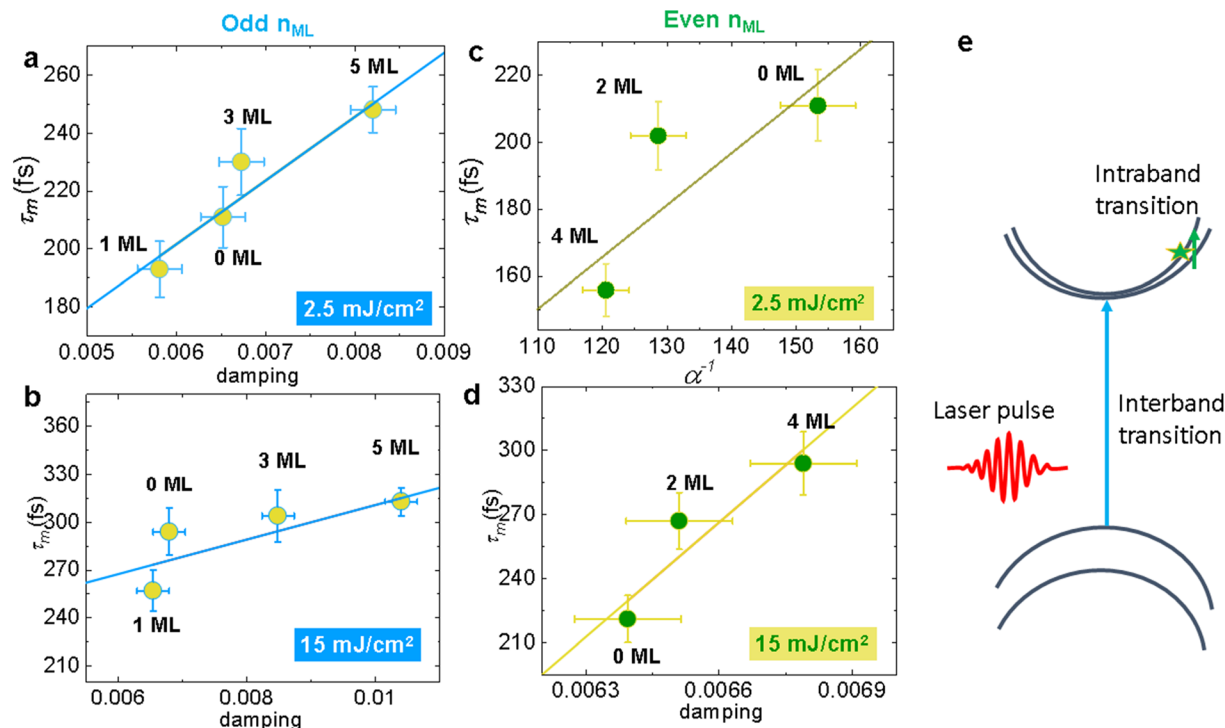 Odd n_ML
Even n_ML
a
260
240
220
200
180
τ_m (fs)
5 ML
3 ML
1 ML
0 ML
2.5 mJ/cm²
0.005 0.006 0.007 0.008 0.009
damping
b
360
330
300
270
240
210
τ_m (fs)
5 ML
3 ML
0 ML
1 ML
15 mJ/cm²
0.006 0.008 0.01
damping
c
220
200
180
160
τ_m (fs)
0 ML
2 ML
4 ML
2.5 mJ/cm²
110 120 130 140 150 160
α⁻¹
d
330
300
270
240
210
τ_m (fs)
4 ML
2 ML
0 ML
15 mJ/cm²
0.0063 0.0066 0.0069
damping
e
Intraband
transition
Laser pulse
Interband
transition